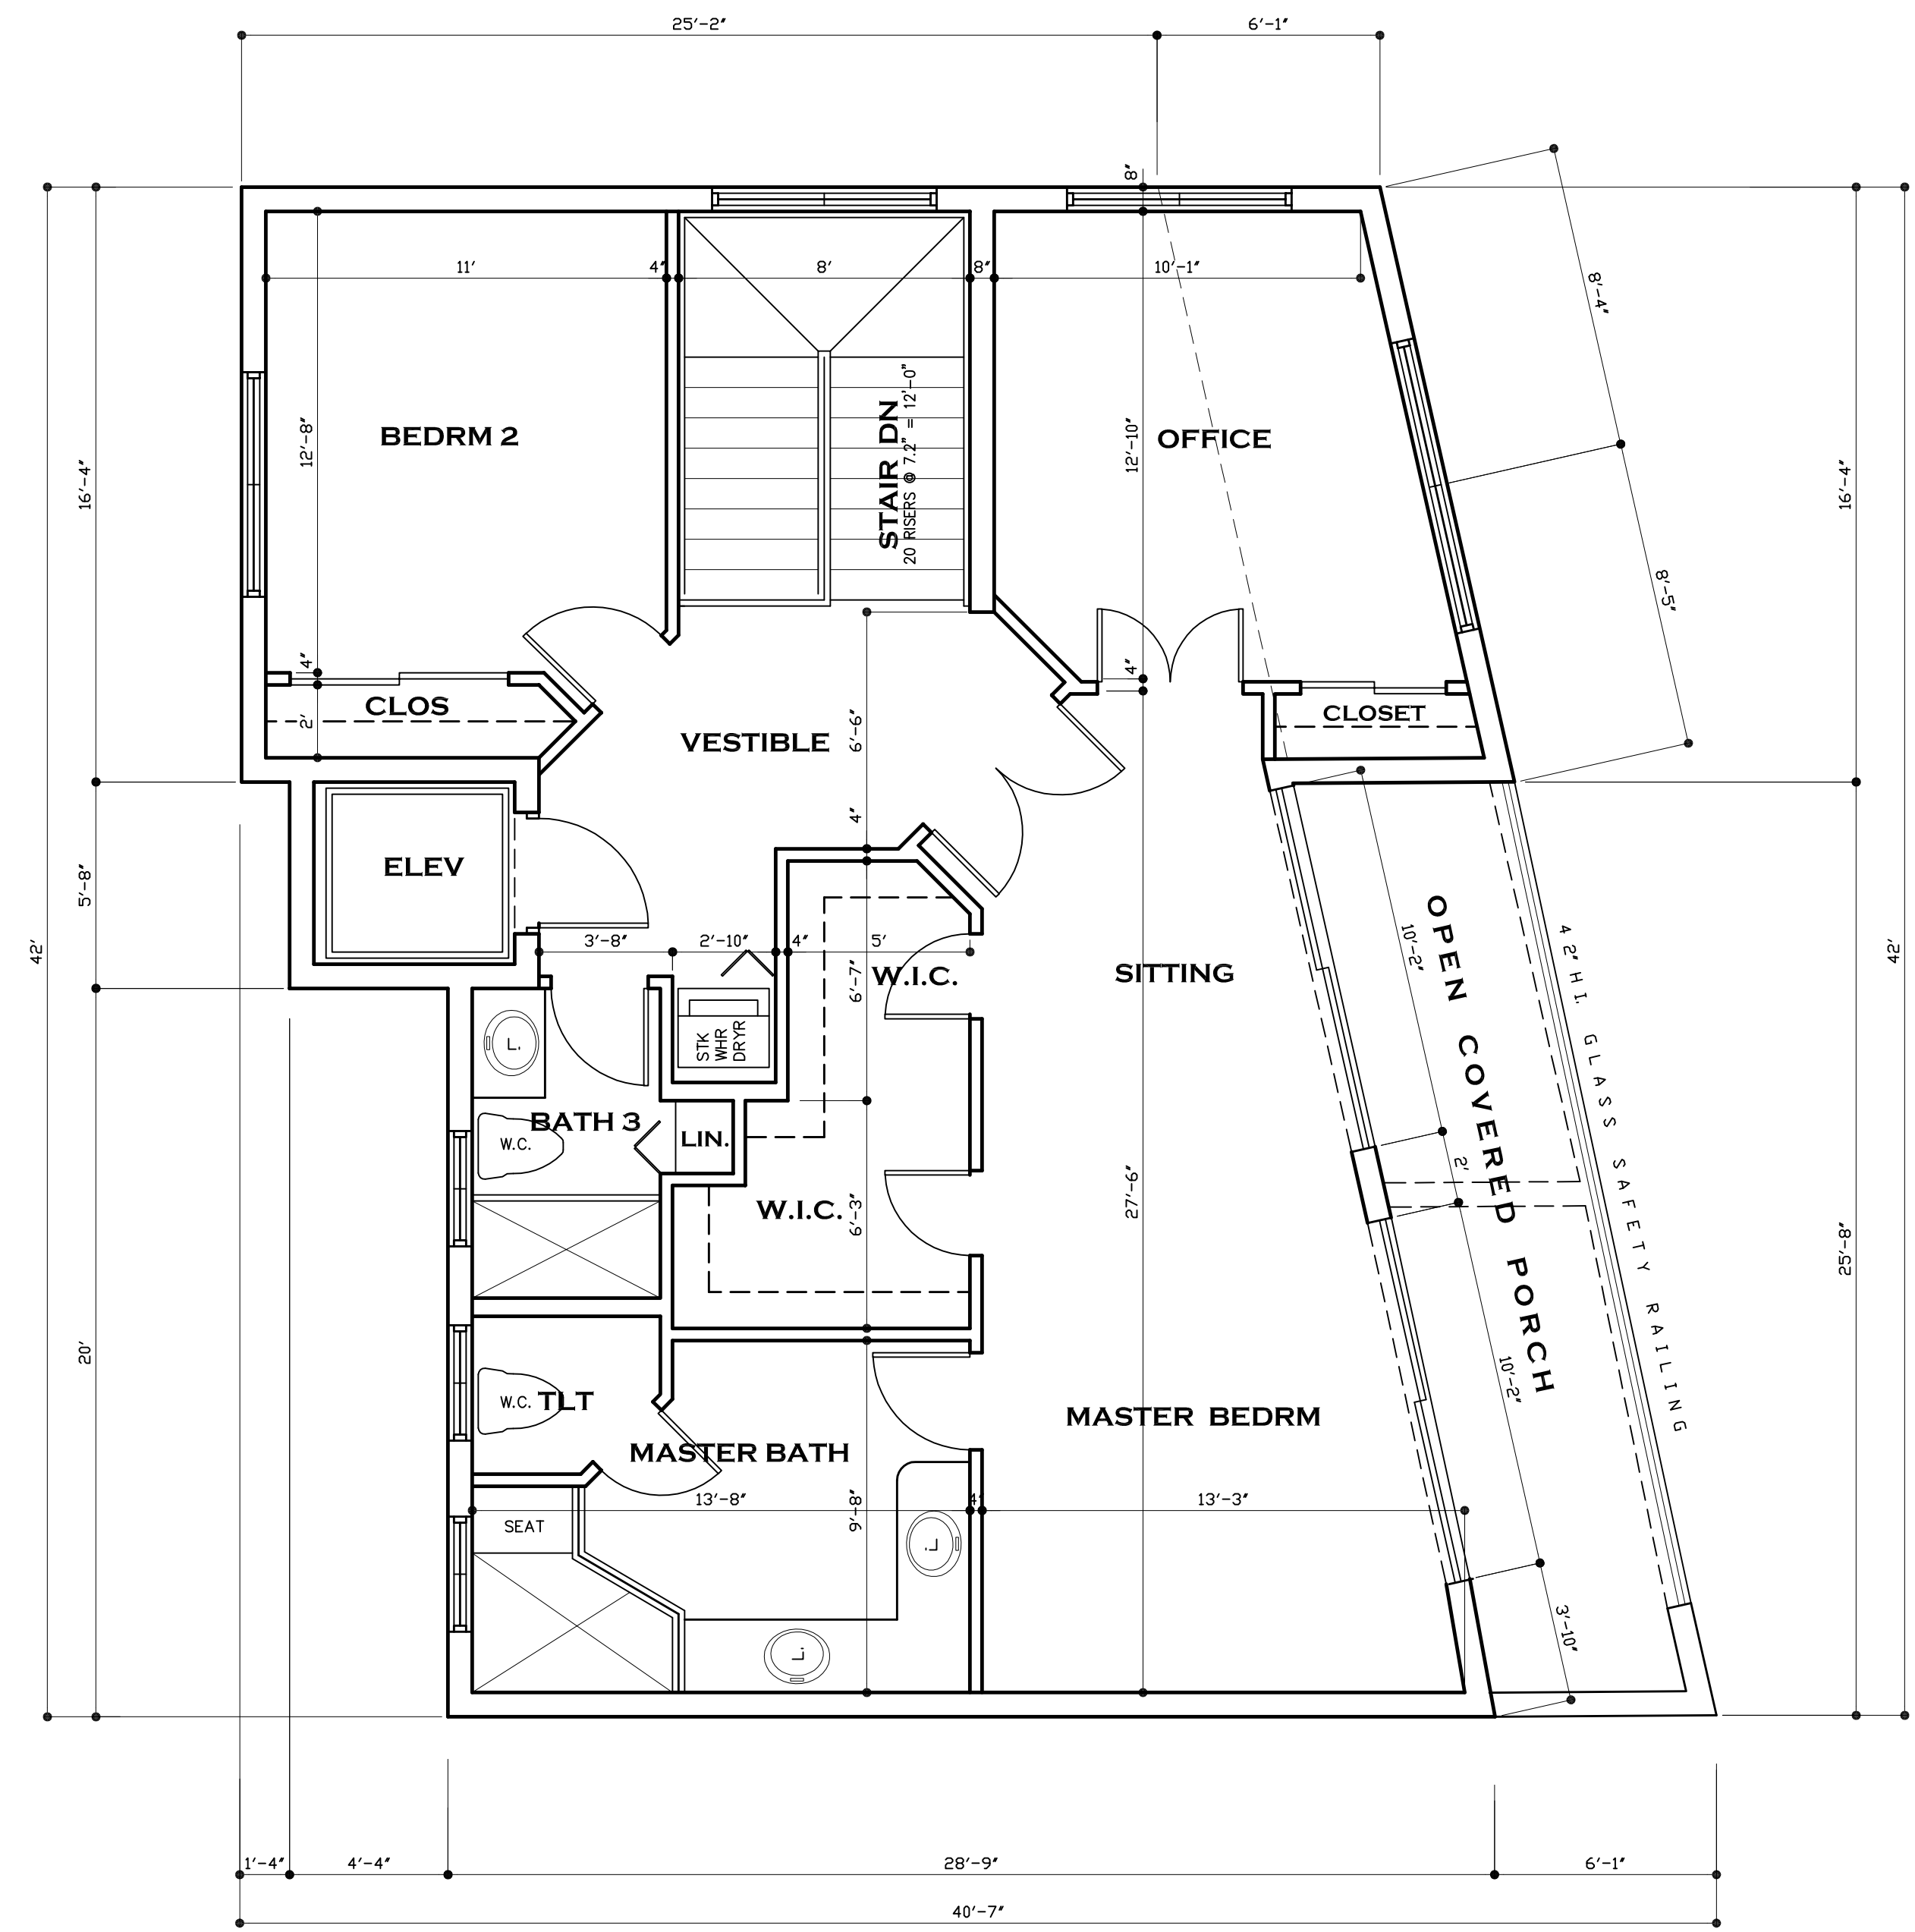 25'-2"
6'-1"
8"
11'
4"
8'
8"
10'-1"
8'-4"
BEDRM 2
12'-8"
STAIR DN
20 RISERS @ 7.2" = 12'-0"
12'-10"
OFFICE
16'-4"
16'-4"
8'-5"
4"
4"
CLOS
2'
CLOSET
VESTIBLE
6'-6"
4"
ELEV
5'-8"
3'-8"
2'-10"
4"
5'
42'
42'
W.I.C.
6'-7"
SITTING
10'-2"
OPEN COVERED PORCH
42" HI. GLASS SAFETY RAILING
L.
STK
WHR
DRYR
BATH 3
W.C.
LIN.
2'
W.I.C.
6'-3"
27'-6"
25'-8"
20'
W.C.
TLT
MASTER BATH
MASTER BEDRM
10'-2"
13'-8"
4"
13'-3"
SEAT
9'-8"
L.
L.
3'-10"
1'-4"
4'-4"
28'-9"
6'-1"
40'-7"